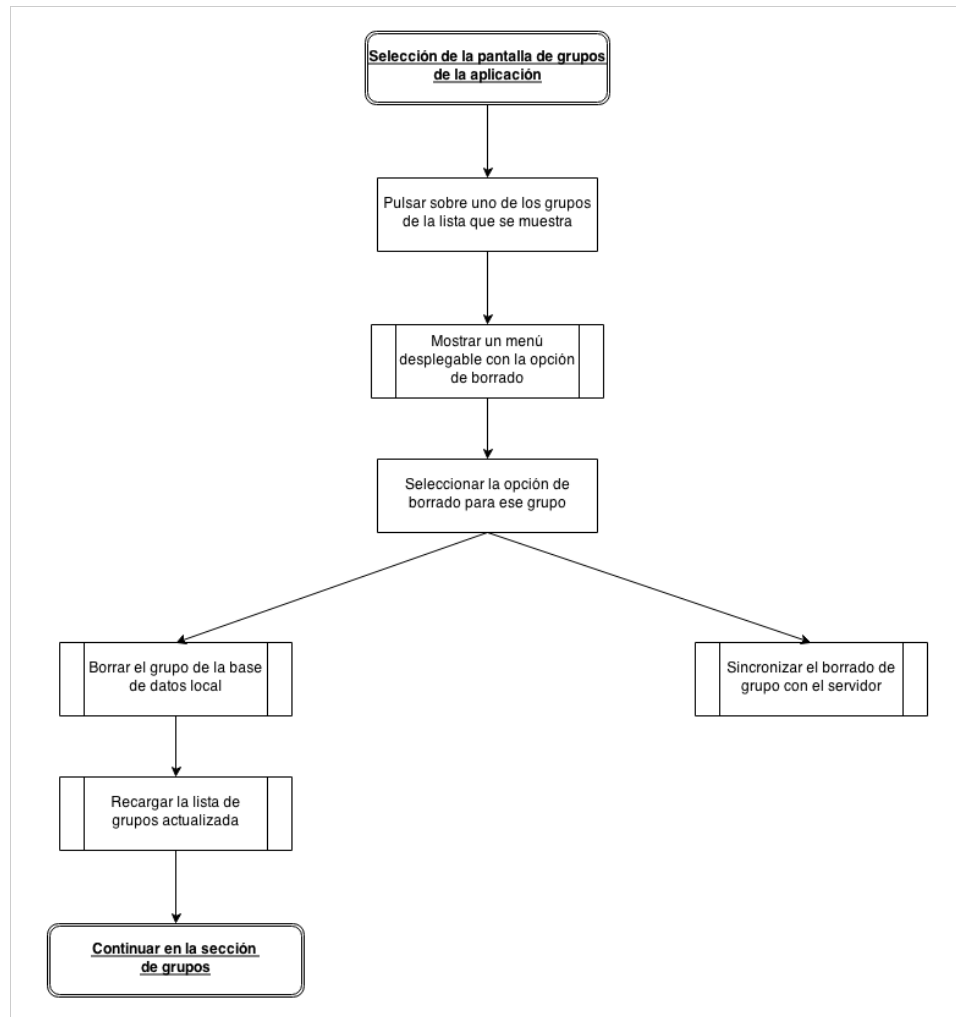 Selección de la pantalla de grupos
de la aplicación
Pulsar sobre uno de los grupos
de la lista que se muestra
Mostrar un menú
desplegable con la opción
de borrado
Seleccionar la opción de
borrado para ese grupo
Borrar el grupo de la base
de datos local
Sincronizar el borrado de
grupo con el servidor
Recargar la lista de
grupos actualizada
Continuar en la sección
de grupos